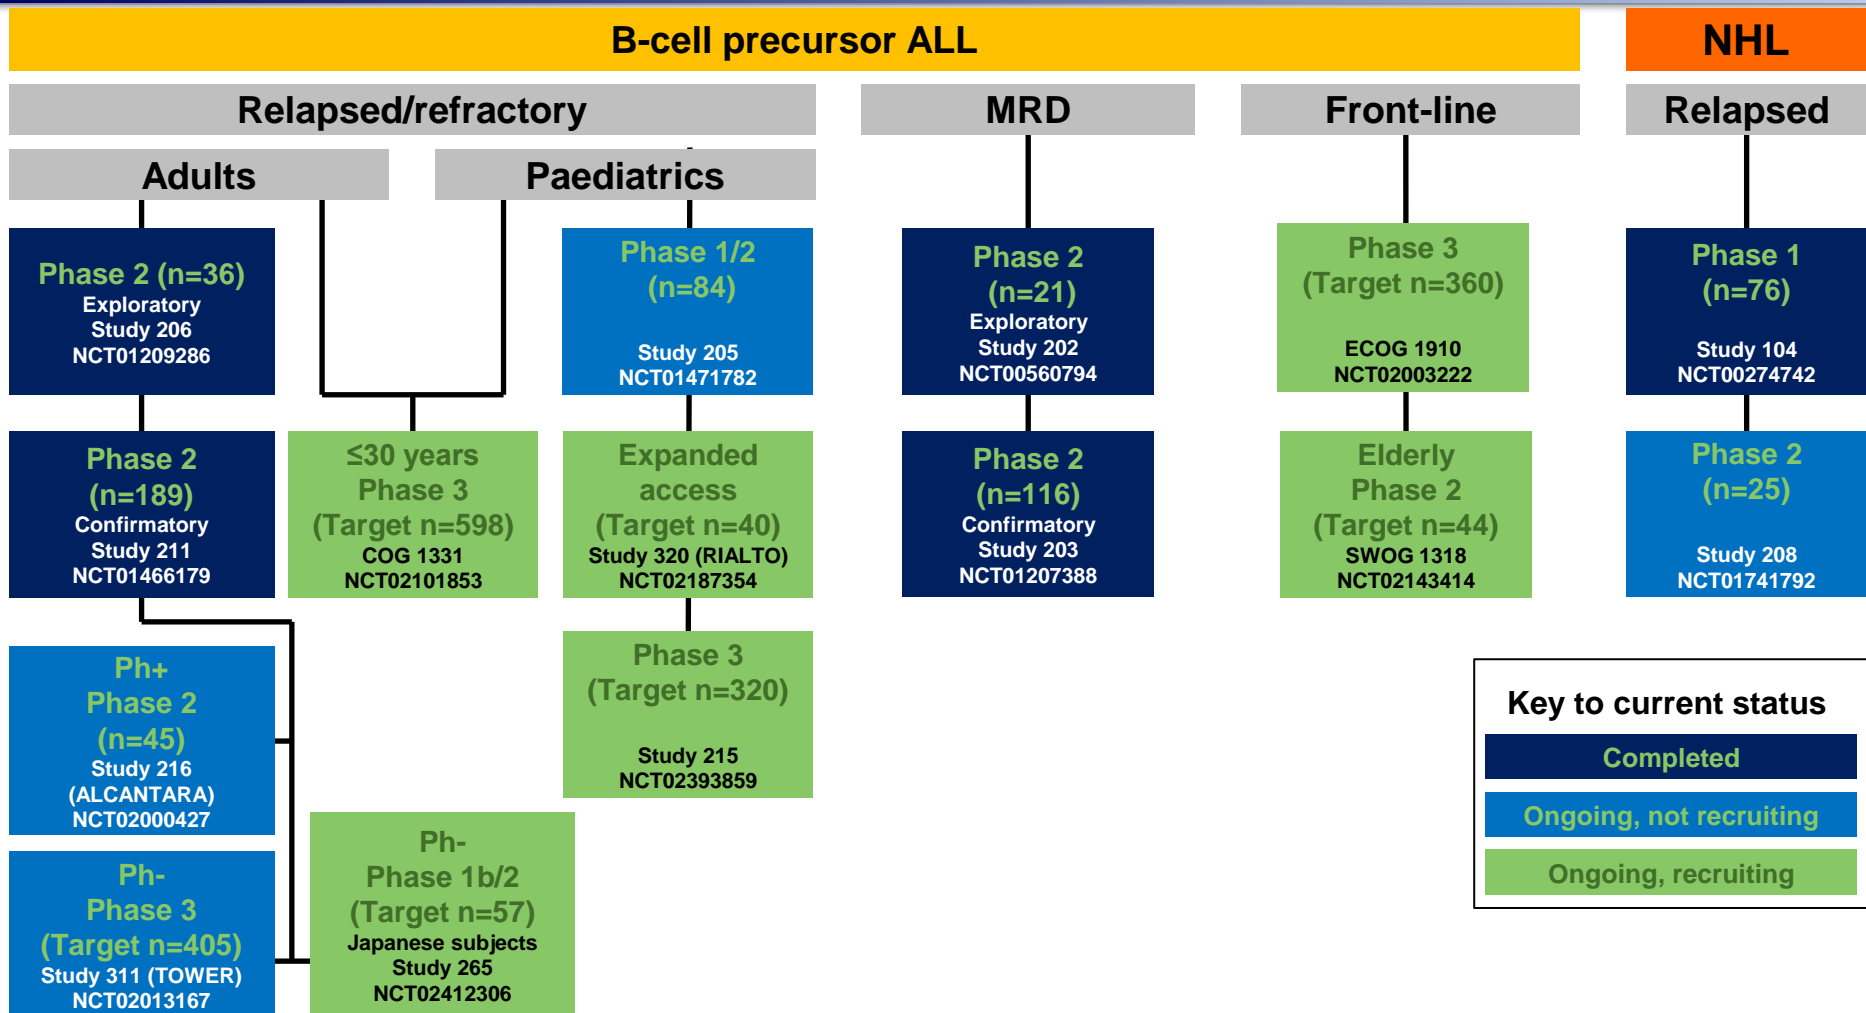 B-cell precursor ALL
NHL
Relapsed/refractory
MRD
Front-line
Relapsed
Adults
Paediatrics
Phase 2 (n=36)
Exploratory
Study 206
NCT01209286
Phase 1/2
(n=84)
Study 205
NCT01471782
Phase 2
(n=21)
Exploratory
Study 202
NCT00560794
Phase 3
(Target n=360)
ECOG 1910
NCT02003222
Phase 1
(n=76)
Study 104
NCT00274742
Phase 2
(n=189)
Confirmatory
Study 211
NCT01466179
≤30 years
Phase 3
(Target n=598)
COG 1331
NCT02101853
Expanded
access
(Target n=40)
Study 320 (RIALTO)
NCT02187354
Phase 2
(n=116)
Confirmatory
Study 203
NCT01207388
Elderly
Phase 2
(Target n=44)
SWOG 1318
NCT02143414
Phase 2
(n=25)
Study 208
NCT01741792
Ph+
Phase 2
(n=45)
Study 216
(ALCANTARA)
NCT02000427
Phase 3
(Target n=320)
Study 215
NCT02393859
Ph-
Phase 3
(Target n=405)
Study 311 (TOWER)
NCT02013167
Ph-
Phase 1b/2
(Target n=57)
Japanese subjects
Study 265
NCT02412306
Key to current status
Completed
Ongoing, not recruiting
Ongoing, recruiting